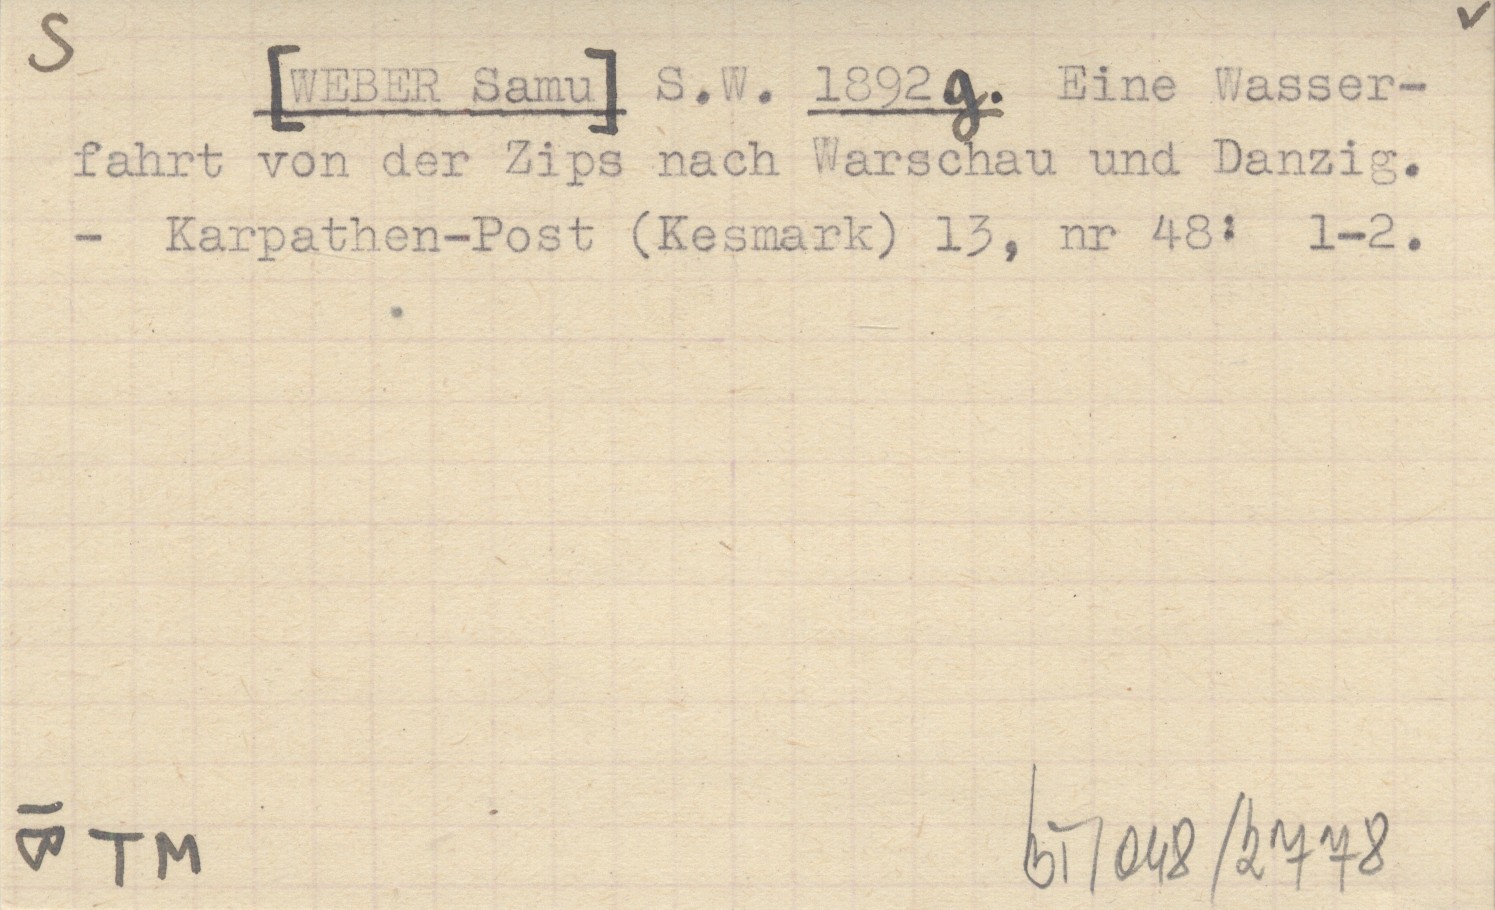 S
v
[WEBER Samu] S.W. 1892g. Eine Wasser-
fahrt von der Zips nach Warschau und Danzig.
- Karpathen-Post (Kesmark) 13, nr 48: 1-2.
TM
048/2778